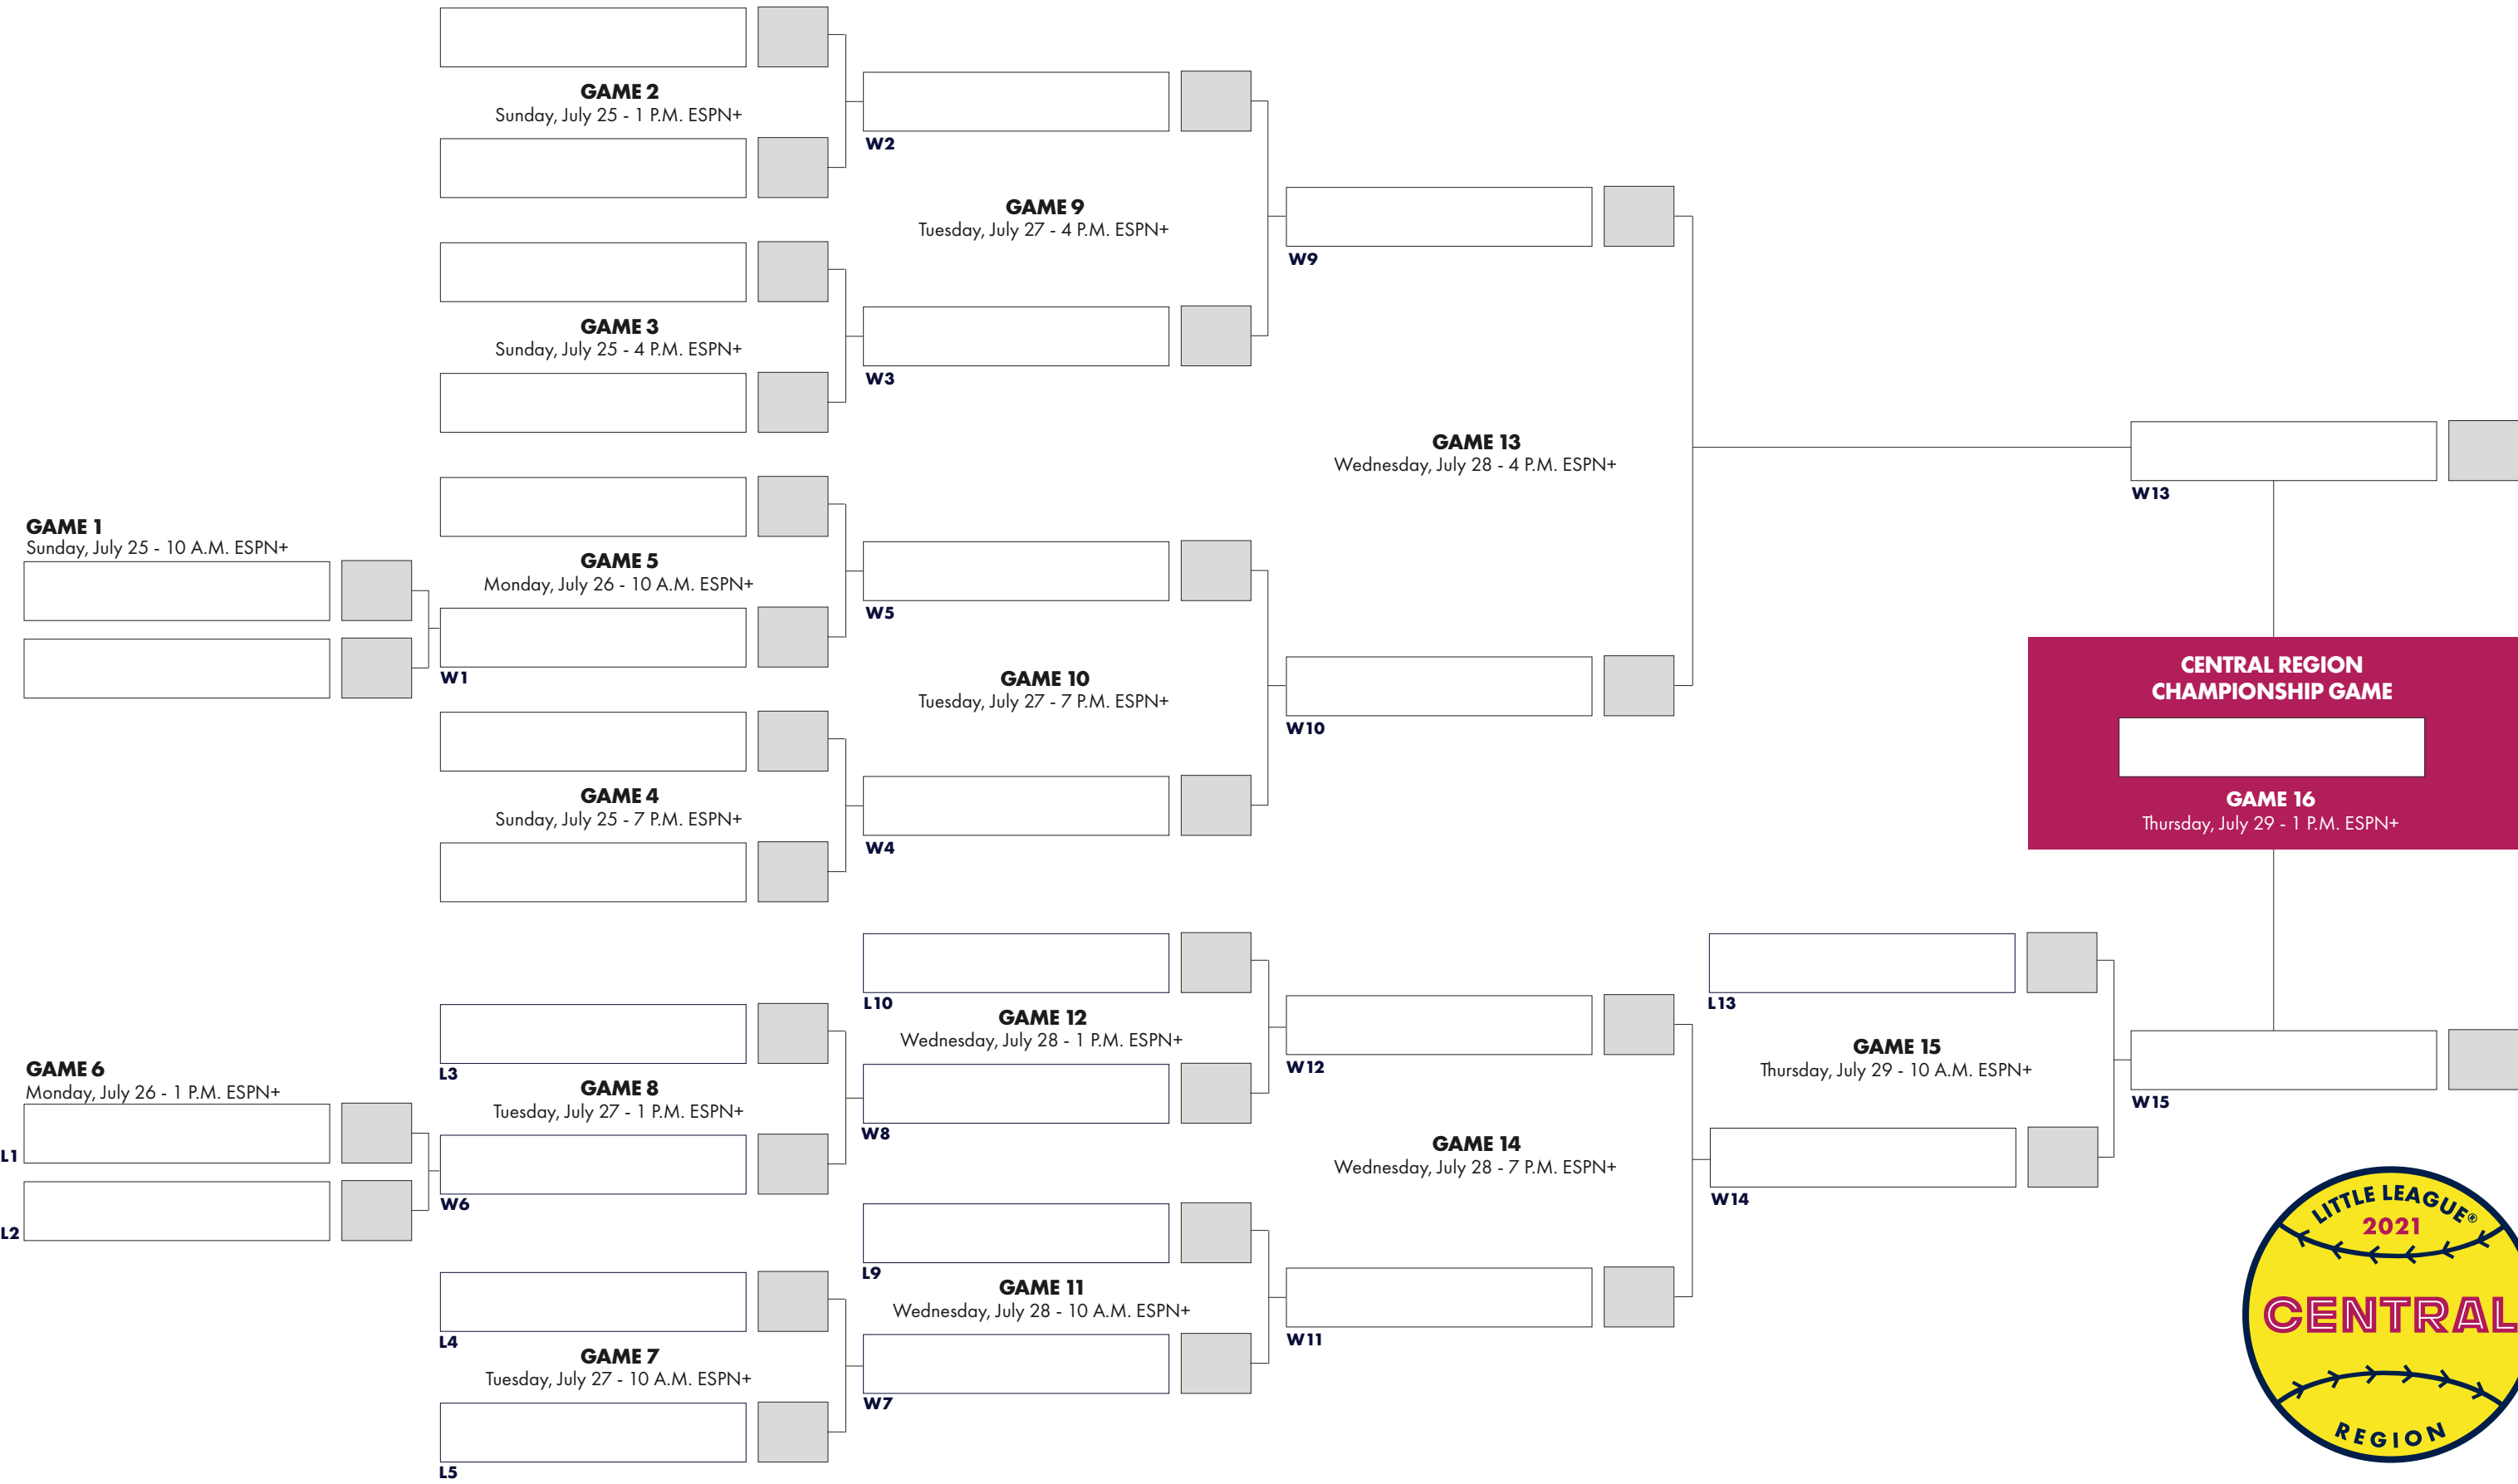 GAME 2
Sunday, July 25 - 1 P.M. ESPN+
W2
GAME 9
Tuesday, July 27 - 4 P.M. ESPN+
W9
GAME 3
Sunday, July 25 - 4 P.M. ESPN+
W3
GAME 13
Wednesday, July 28 - 4 P.M. ESPN+
W13
GAME 1
Sunday, July 25 - 10 A.M. ESPN+
W1
GAME 5
Monday, July 26 - 10 A.M. ESPN+
W5
GAME 10
Tuesday, July 27 - 7 P.M. ESPN+
W10
GAME 4
Sunday, July 25 - 7 P.M. ESPN+
W4
CENTRAL REGION
CHAMPIONSHIP GAME
GAME 16
Thursday, July 29 - 1 P.M. ESPN+
L10
GAME 12
Wednesday, July 28 - 1 P.M. ESPN+
W12
L13
GAME 15
Thursday, July 29 - 10 A.M. ESPN+
W15
L3
GAME 8
Tuesday, July 27 - 1 P.M. ESPN+
W8
GAME 6
Monday, July 26 - 1 P.M. ESPN+
L1
L2
W6
GAME 14
Wednesday, July 28 - 7 P.M. ESPN+
W14
L9
GAME 11
Wednesday, July 28 - 10 A.M. ESPN+
W11
L4
GAME 7
Tuesday, July 27 - 10 A.M. ESPN+
W7
L5
LITTLE LEAGUE®
2021
CENTRAL
REGION